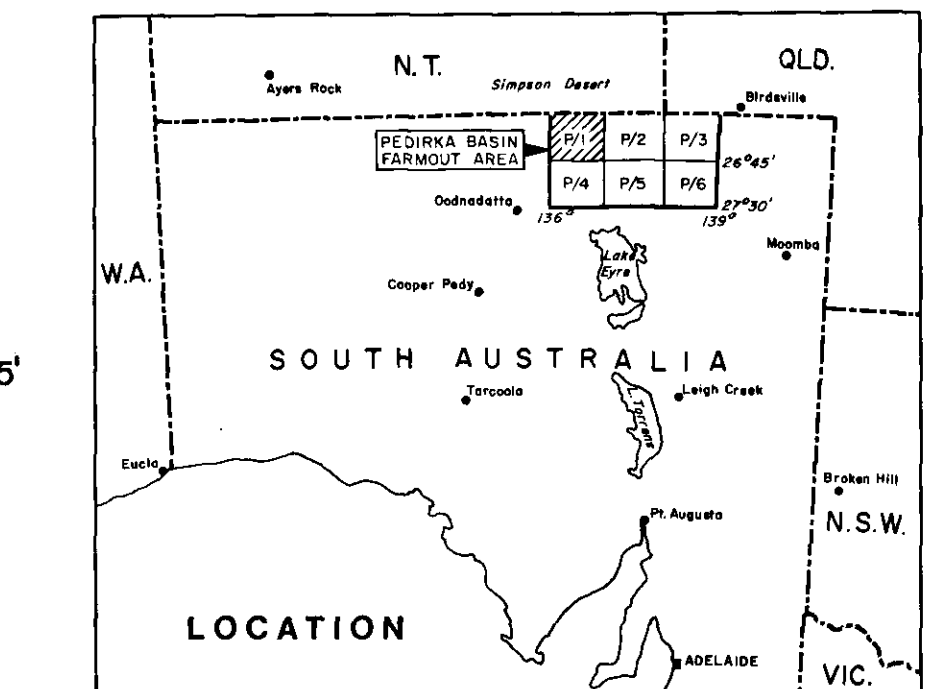 N.T.
QLD.
Ayers Rock
Simpson Desert
Birdsville
PEDIRKA BASIN
FARMOUT AREA
P/1 P/2 P/3
26°45'
P/4 P/5 P/6
27°30'
136° 139°
Oodnadatta
Moomba
Lake
Eyre
W.A.
Cooper Pedy
5'
SOUTH AUSTRALIA
Tarcoola
L. Torrens
Leigh Creek
Eucla
Broken Hill
N.S.W.
Pt. Augusta
LOCATION
ADELAIDE
VIC.